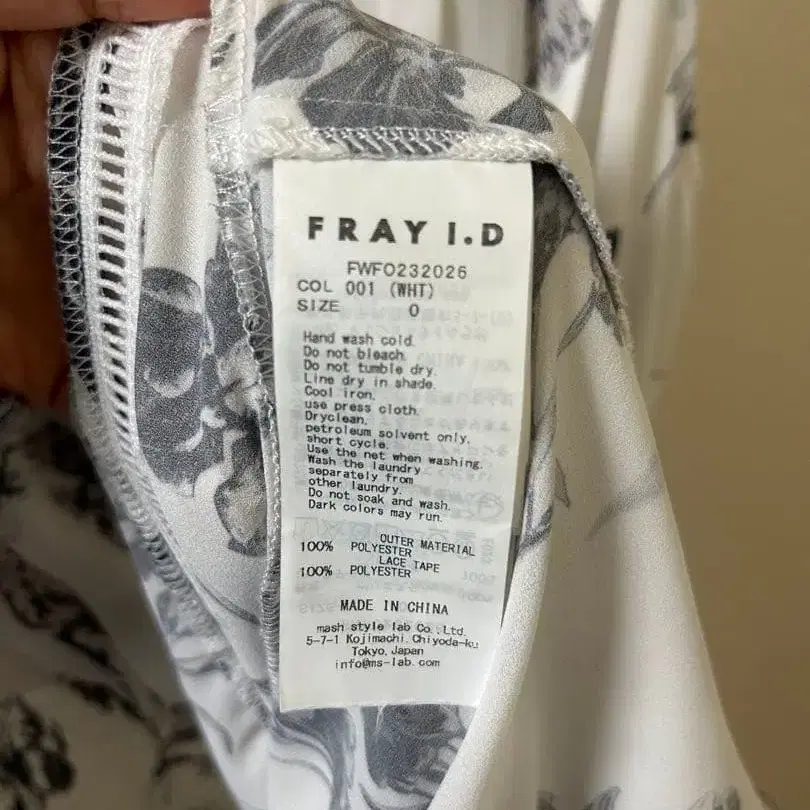 FRAY I.D
FWFO232026
COL 001 (WHT)
SIZE 0
Hand wash cold.
Do not bleach.
Do not tumble dry.
Line dry in shade.
Cool iron.
use press cloth.
Dryclean,
petroleum solvent only,
short cycle.
Use the net when washing.
Wash the laundry
separately from
other laundry.
Do not soak and wash.
Dark colors may run.
OUTER MATERIAL
100% POLYESTER
LACE TAPE
100% POLYESTER
MADE IN CHINA
mash style lab Co., Ltd.
5-7-1 Kojimachi, Chiyoda-ku
Tokyo, Japan
info@ms-lab.com